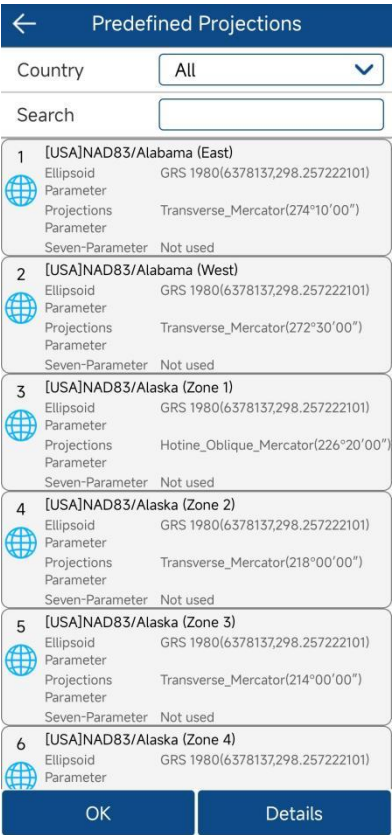 Predefined Projections
Country All
Search
1 [USA]NAD83/Alabama (East)
Ellipsoid GRS 1980(6378137,298.257222101)
Parameter
Projections Transverse_Mercator(274°10′00″)
Parameter
Seven-Parameter Not used
2 [USA]NAD83/Alabama (West)
Ellipsoid GRS 1980(6378137,298.257222101)
Parameter
Projections Transverse_Mercator(272°30′00″)
Parameter
Seven-Parameter Not used
3 [USA]NAD83/Alaska (Zone 1)
Ellipsoid GRS 1980(6378137,298.257222101)
Parameter
Projections Hotine_Oblique_Mercator(226°20′00″)
Parameter
Seven-Parameter Not used
4 [USA]NAD83/Alaska (Zone 2)
Ellipsoid GRS 1980(6378137,298.257222101)
Parameter
Projections Transverse_Mercator(218°00′00″)
Parameter
Seven-Parameter Not used
5 [USA]NAD83/Alaska (Zone 3)
Ellipsoid GRS 1980(6378137,298.257222101)
Parameter
Projections Transverse_Mercator(214°00′00″)
Parameter
Seven-Parameter Not used
6 [USA]NAD83/Alaska (Zone 4)
Ellipsoid GRS 1980(6378137,298.257222101)
Parameter
OK Details